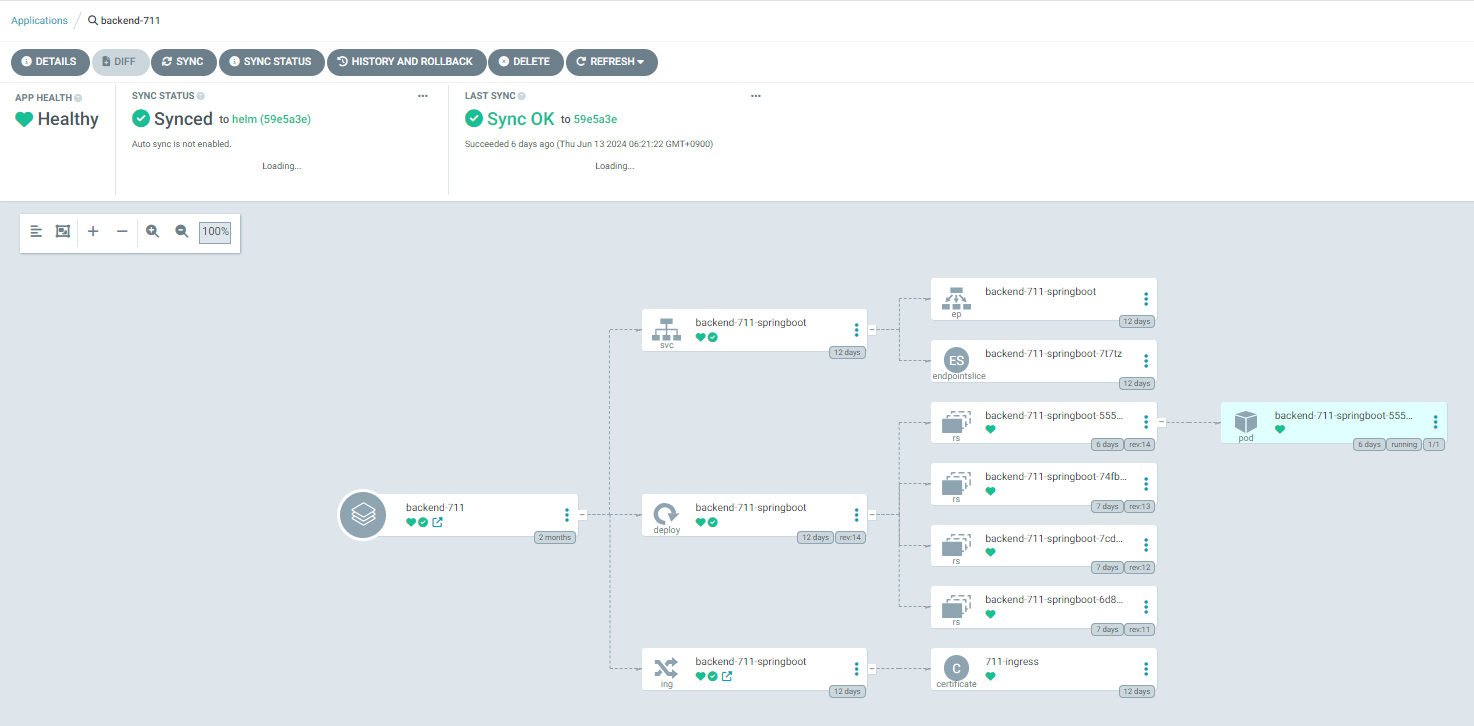 Applications / backend-711
DETAILS DIFF SYNC SYNC STATUS HISTORY AND ROLLBACK DELETE REFRESH
APP HEALTH
Healthy
SYNC STATUS
Synced to helm (59e5a3e)
Auto sync is not enabled.
Loading...
LAST SYNC
Sync OK to 59e5a3e
Succeeded 6 days ago (Thu Jun 13 2024 06:21:22 GMT+0900)
Loading...
100%
backend-711
2 months
svc
backend-711-springboot
12 days
deploy
backend-711-springboot
12 days rev:14
ing
backend-711-springboot
12 days
ep
backend-711-springboot
12 days
ES
endpointslice
backend-711-springboot-7t7tz
12 days
rs
backend-711-springboot-555...
6 days rev:14
rs
backend-711-springboot-74fb...
7 days rev:13
rs
backend-711-springboot-7cd...
7 days rev:12
rs
backend-711-springboot-6d8...
7 days rev:11
C
certificate
711-ingress
12 days
pod
backend-711-springboot-555...
6 days running 1/1